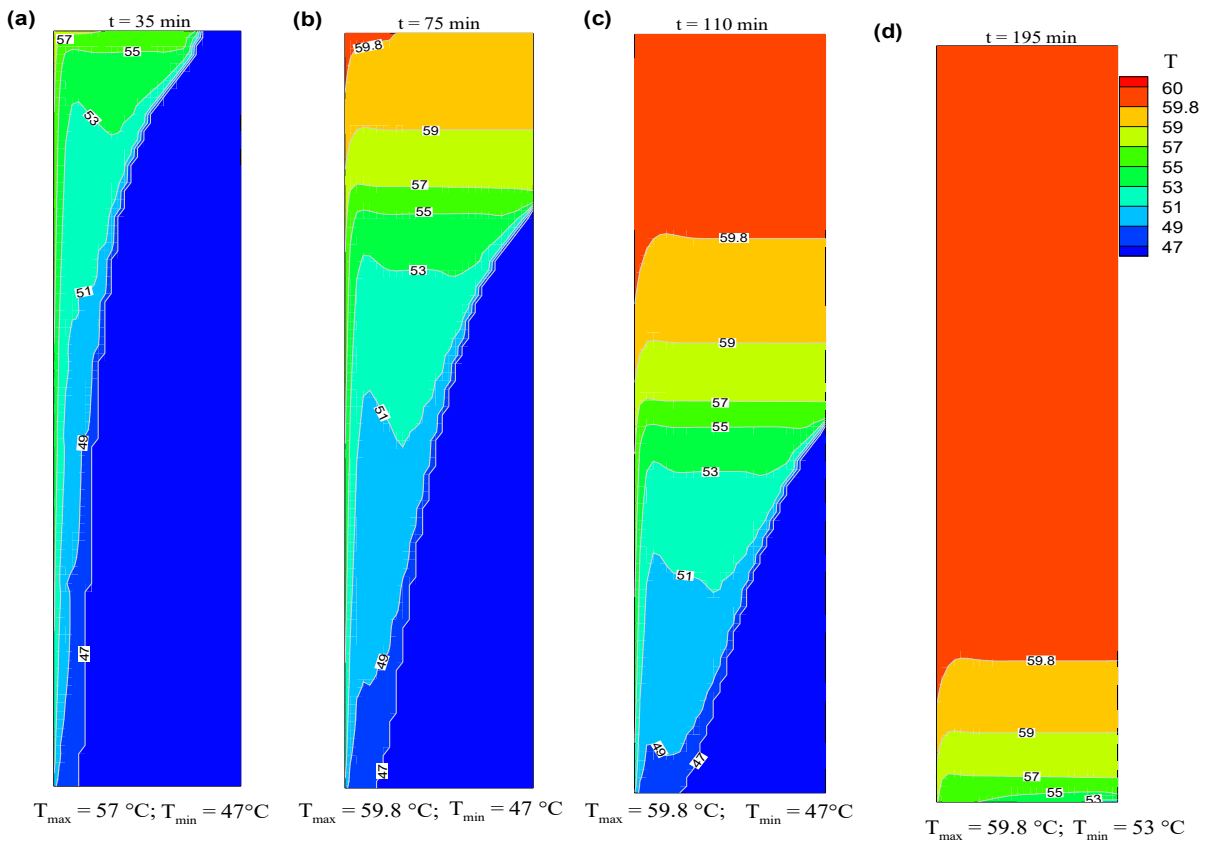 (a)
t = 35 min
57
55
53
51
49
47
T_max = 57 °C; T_min = 47°C
(b)
t = 75 min
59.8
59
57
55
53
51
49
47
T_max = 59.8 °C; T_min = 47 °C
(c)
t = 110 min
59.8
59
57
55
53
51
49
47
T_max = 59.8 °C; T_min = 47°C
(d)
t = 195 min
59.8
59
57
55
53
T_max = 59.8 °C; T_min = 53 °C
T
60
59.8
59
57
55
53
51
49
47